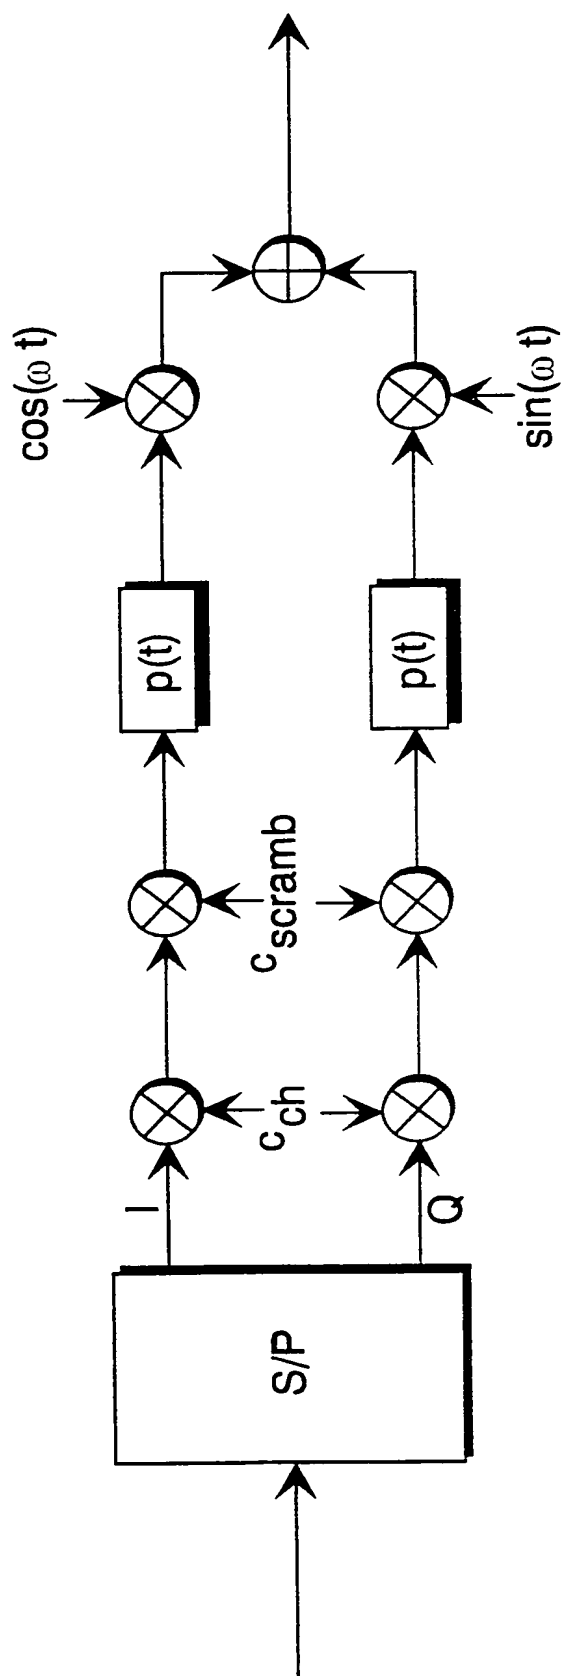 S/P
I
Q
c_ch
c_scramb
p(t)
p(t)
cos(ω t)
sin(ω t)